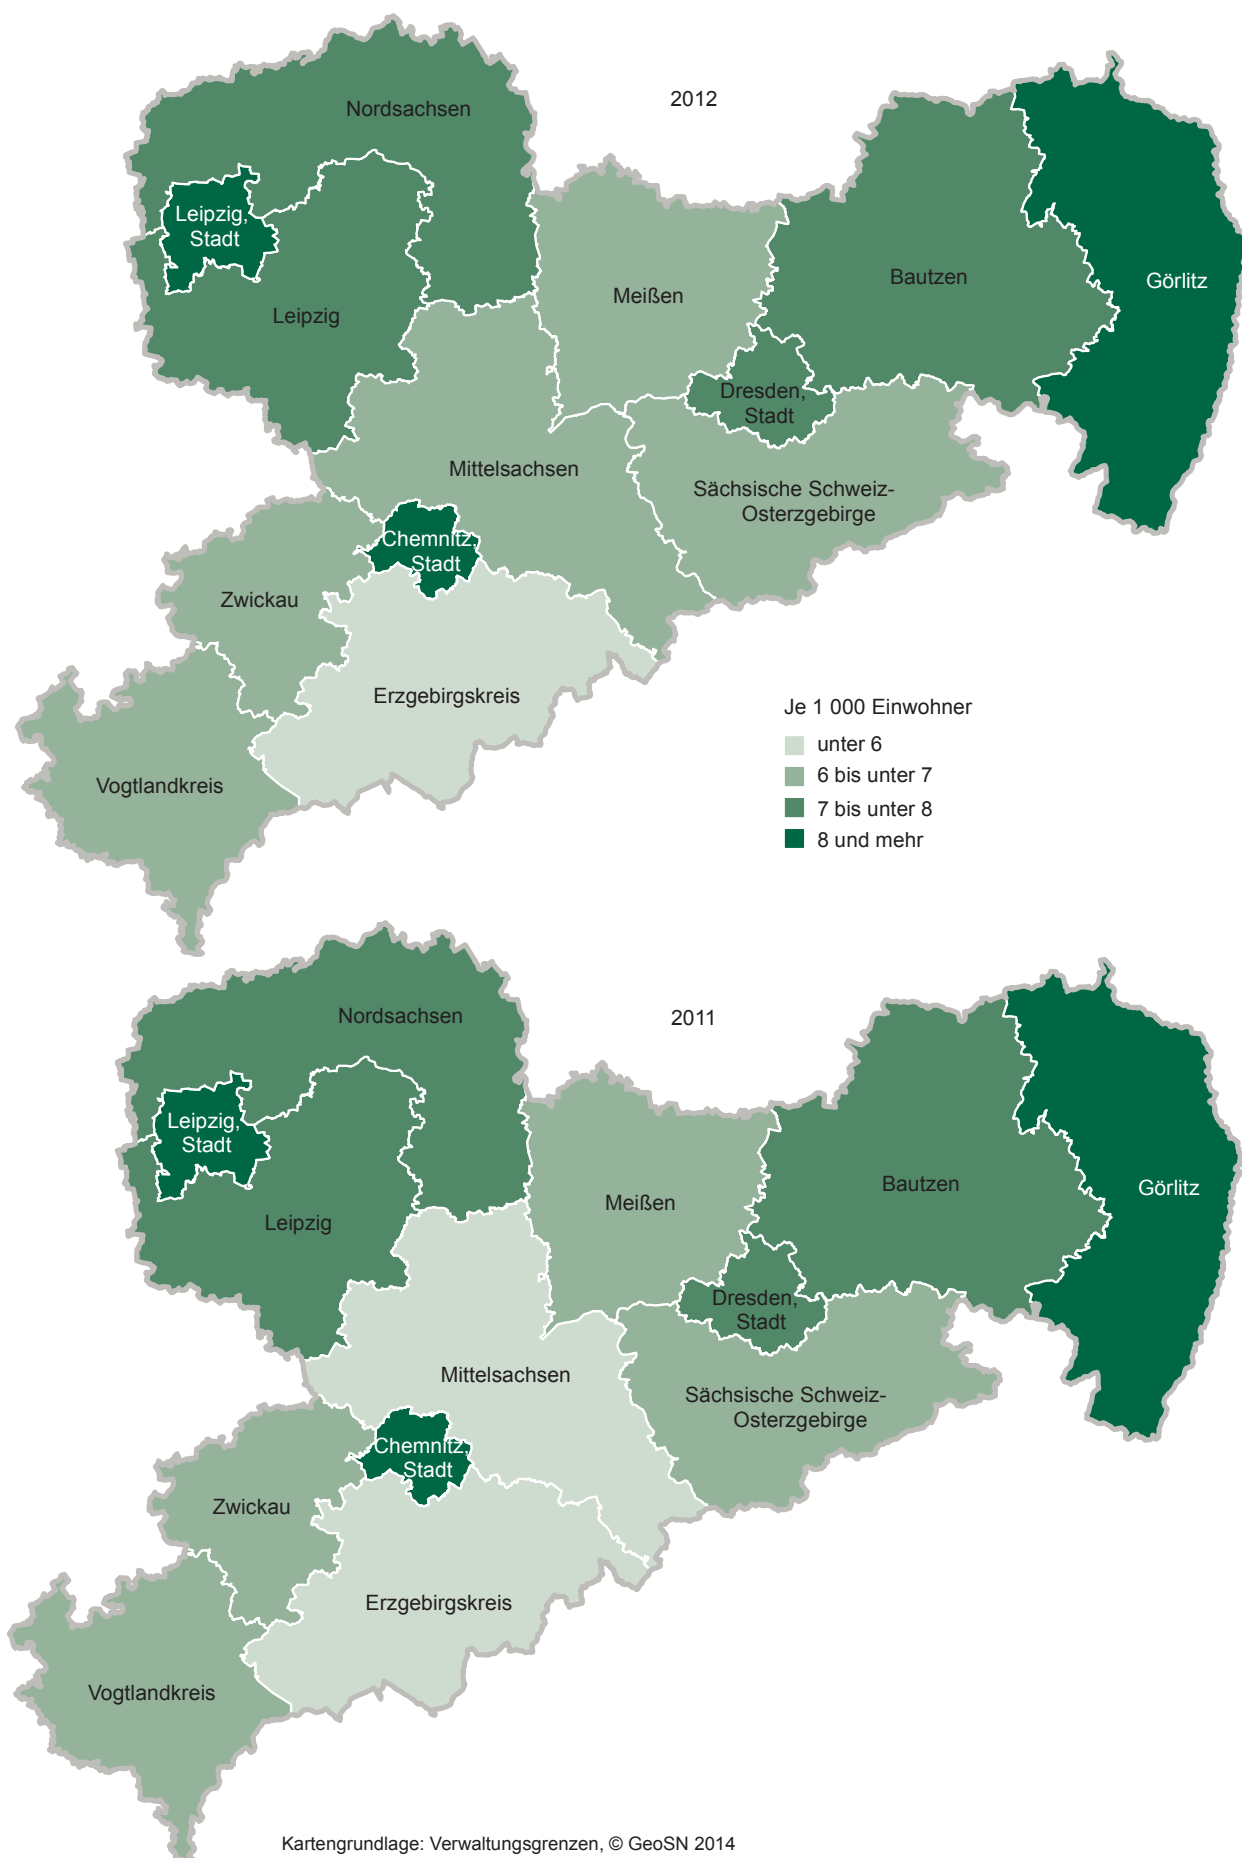 2012
Nordsachsen
Leipzig,
Stadt
Leipzig
Meißen
Bautzen
Görlitz
Dresden,
Stadt
Mittelsachsen
Sächsische Schweiz-
Osterzgebirge
Chemnitz,
Stadt
Zwickau
Erzgebirgskreis
Vogtlandkreis
Je 1 000 Einwohner
unter 6
6 bis unter 7
7 bis unter 8
8 und mehr
2011
Nordsachsen
Leipzig,
Stadt
Leipzig
Meißen
Bautzen
Görlitz
Dresden,
Stadt
Mittelsachsen
Sächsische Schweiz-
Osterzgebirge
Chemnitz,
Stadt
Zwickau
Erzgebirgskreis
Vogtlandkreis
Kartengrundlage: Verwaltungsgrenzen, © GeoSN 2014